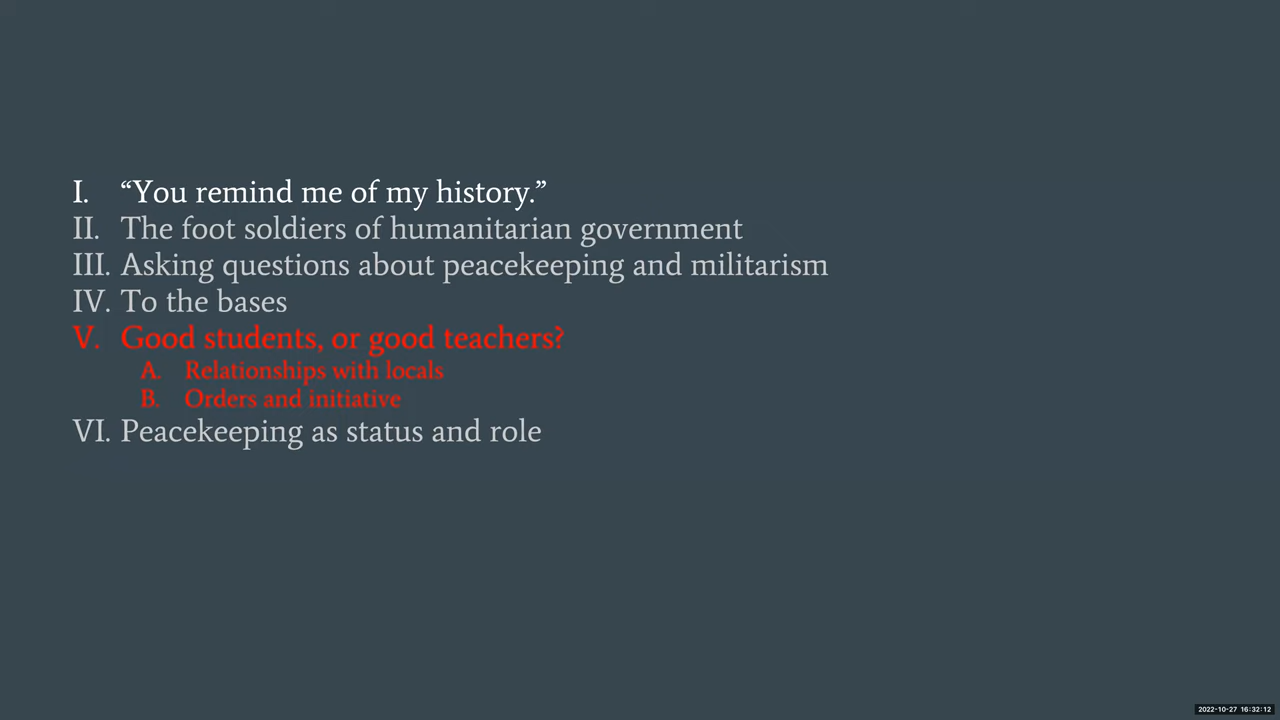 I. “You remind me of my history.”
II. The foot soldiers of humanitarian government
III. Asking questions about peacekeeping and militarism
IV. To the bases
V. Good students, or good teachers?
A. Relationships with locals
B. Orders and initiative
VI. Peacekeeping as status and role
2022-10-27 16:32:12